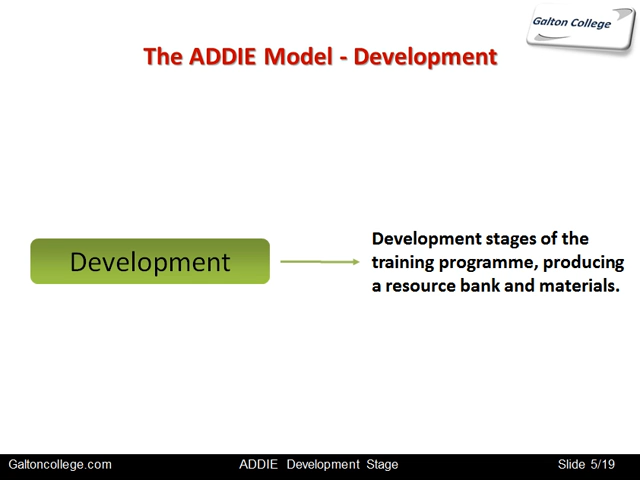 Galton College
The ADDIE Model - Development
Development
Development stages of the
training programme, producing
a resource bank and materials.
Galtoncollege.com
ADDIE Development Stage
Slide 5/19